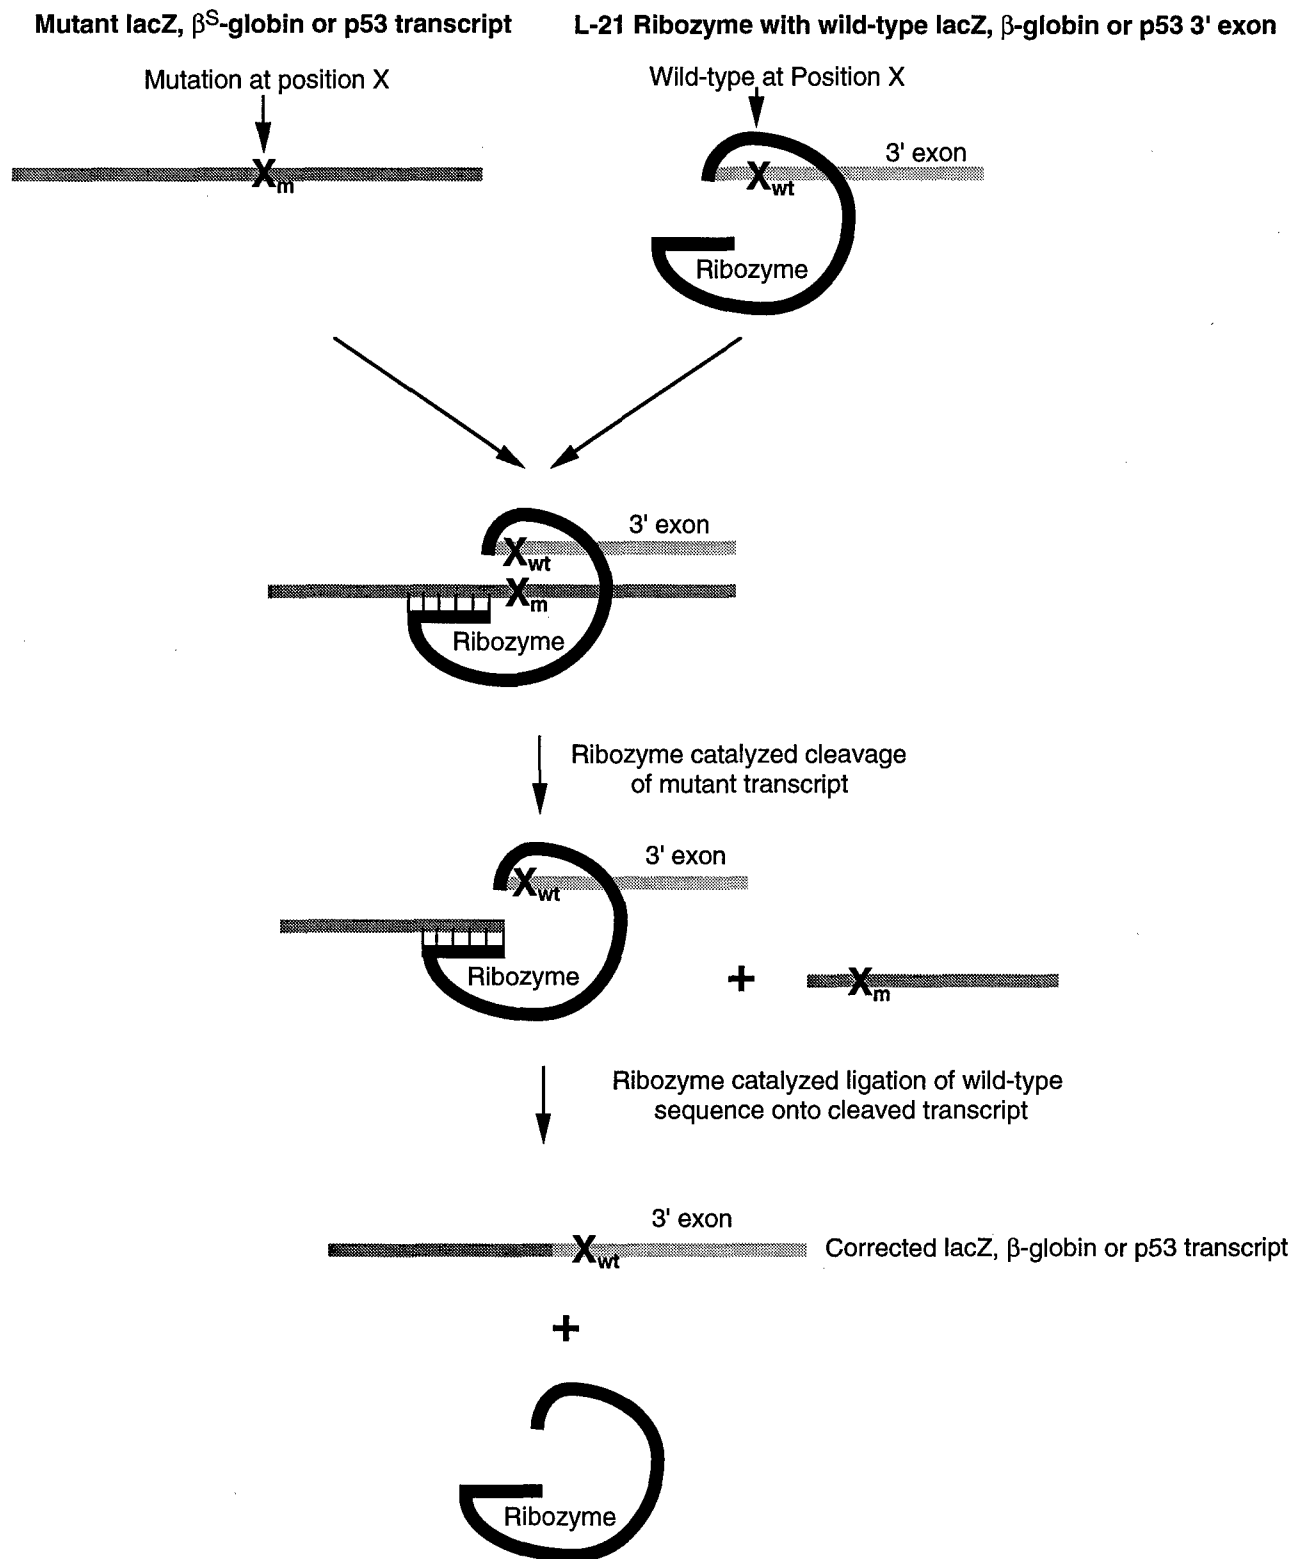 Mutant lacZ, βS-globin or p53 transcript
L-21 Ribozyme with wild-type lacZ, β-globin or p53 3' exon
Mutation at position X
Wild-type at Position X
3' exon
Xm
Xwt
Ribozyme
3' exon
Xwt
Xm
Ribozyme
Ribozyme catalyzed cleavage
of mutant transcript
3' exon
Xwt
Ribozyme
+
Xm
Ribozyme catalyzed ligation of wild-type
sequence onto cleaved transcript
3' exon
Xwt
Corrected lacZ, β-globin or p53 transcript
+
Ribozyme